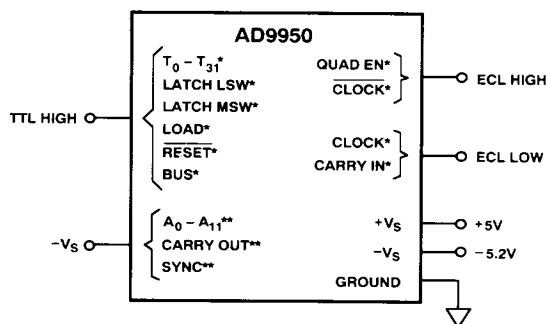 AD9950
T0 – T31*
LATCH LSW*
LATCH MSW*
LOAD*
RESET*
BUS*
TTL HIGH
A0 – A11**
CARRY OUT**
SYNC**
–VS
QUAD EN*
CLOCK*
ECL HIGH
CLOCK*
CARRY IN*
ECL LOW
+VS
+5V
–VS
–5.2V
GROUND